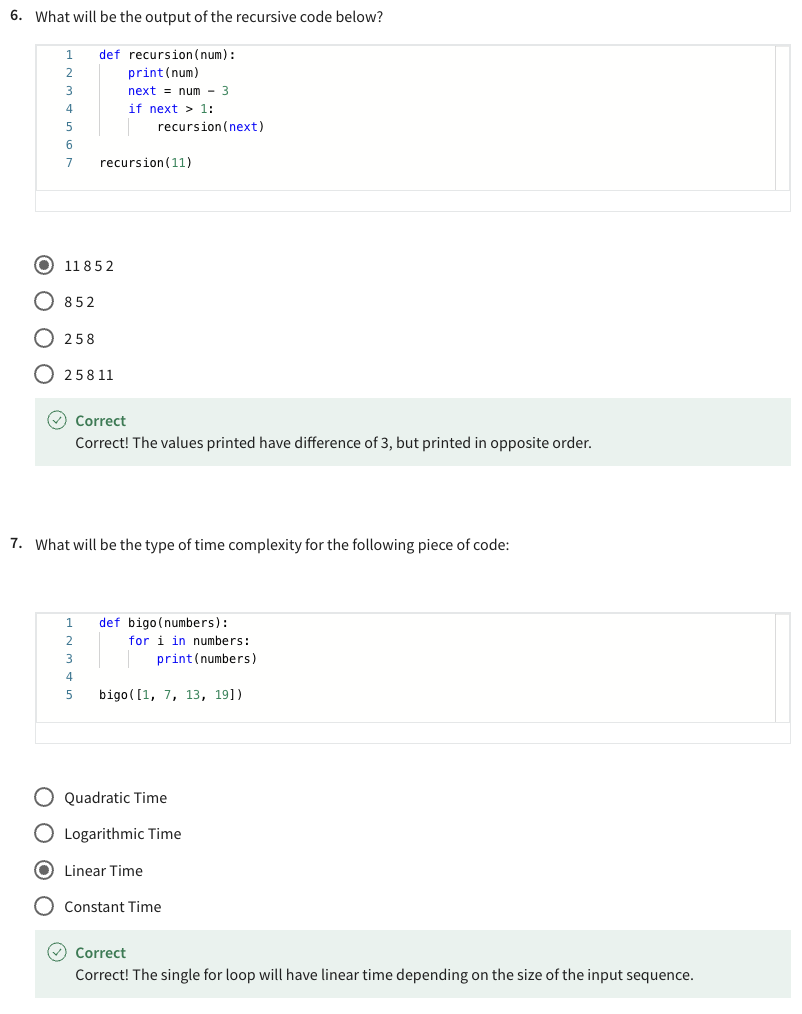 6. What will be the output of the recursive code below?
1 def recursion(num):
2 print(num)
3 next = num - 3
4 if next > 1:
5 recursion(next)
6
7 recursion(11)
11 8 5 2
8 5 2
2 5 8
2 5 8 11
Correct
Correct! The values printed have difference of 3, but printed in opposite order.
7. What will be the type of time complexity for the following piece of code:
1 def bigo(numbers):
2 for i in numbers:
3 print(numbers)
4
5 bigo([1, 7, 13, 19])
Quadratic Time
Logarithmic Time
Linear Time
Constant Time
Correct
Correct! The single for loop will have linear time depending on the size of the input sequence.